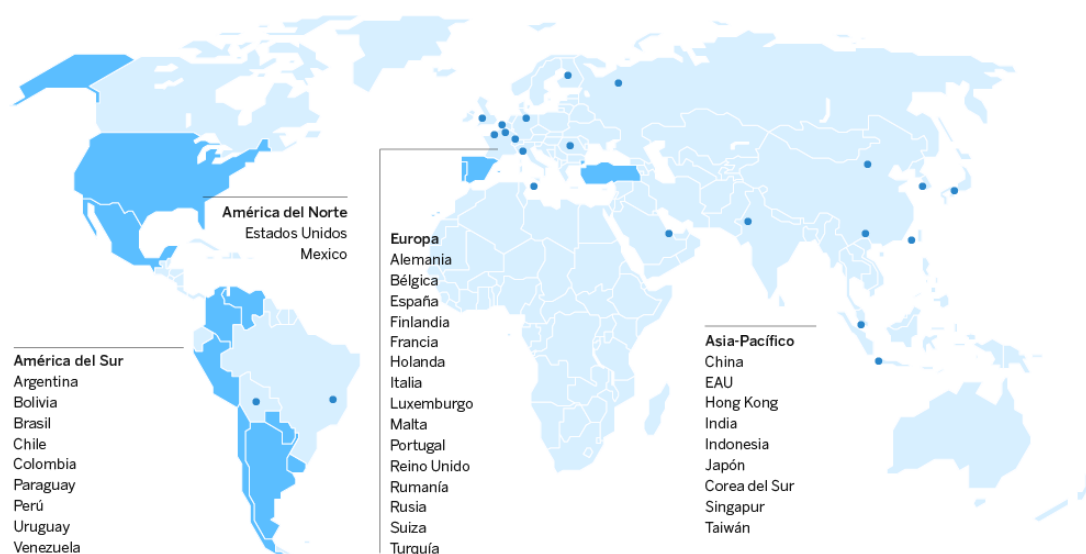 América del Norte
Estados Unidos
Mexico
América del Sur
Argentina
Bolivia
Brasil
Chile
Colombia
Paraguay
Perú
Uruguay
Venezuela
Europa
Alemania
Bélgica
España
Finlandia
Francia
Holanda
Italia
Luxemburgo
Malta
Portugal
Reino Unido
Rumanía
Rusia
Suiza
Turquía
Asia-Pacífico
China
EAU
Hong Kong
India
Indonesia
Japón
Corea del Sur
Singapur
Taiwán